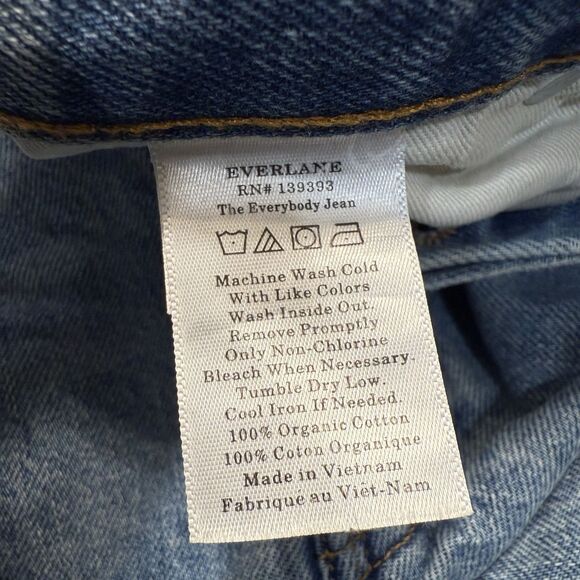 EVERLANE
RN# 139393
The Everybody Jean
Machine Wash Cold
With Like Colors
Wash Inside Out.
Remove Promptly
Only Non-Chlorine
Bleach When Necessary.
Tumble Dry Low.
Cool Iron If Needed.
100% Organic Cotton
100% Coton Organique
Made in Vietnam
Fabrique au Viêt-Nam